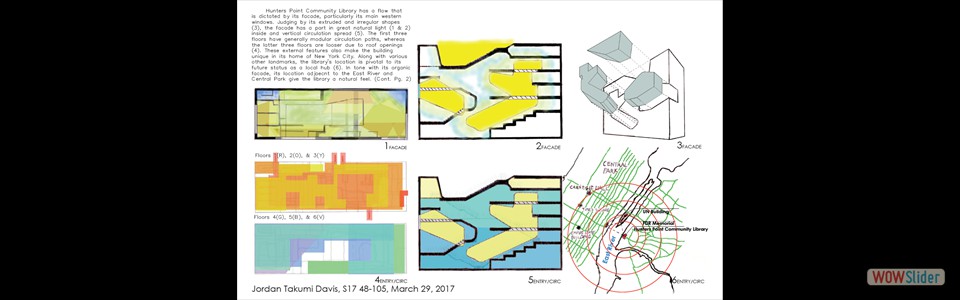 Hunters Point Community Library has a flow that
is dictated by its facade, particularly its main western
windows. Judging by its extruded and irregular shapes
(3), the facade has a part in great natural light (1 & 2)
inside and vertical circulation spread (5). The first three
floors have generally modular circulation paths, whereas
the latter three floors are looser due to roof openings
(4). These external features also make the building
unique in its home of New York City. Along with various
other landmarks, the library's location is pivotal to its
future status as a local hub (6). In tone with its organic
facade, its location adjaecnt to the East River and
Central Park give the library a natural feel. (Cont. Pg. 2)
1FACADE
2FACADE
3FACADE
Floors 1(R), 2(O), & 3(Y)
Floors 4(G), 5(B), & 6(V)
4ENTRY/CIRC
5ENTRY/CIRC
6ENTRY/CIRC
CENTRAL
PARK
UN Building
FDR Memorial
Hunters Point Community Library
East River
Jordan Takumi Davis, S17 48-105, March 29, 2017
WOWSlider